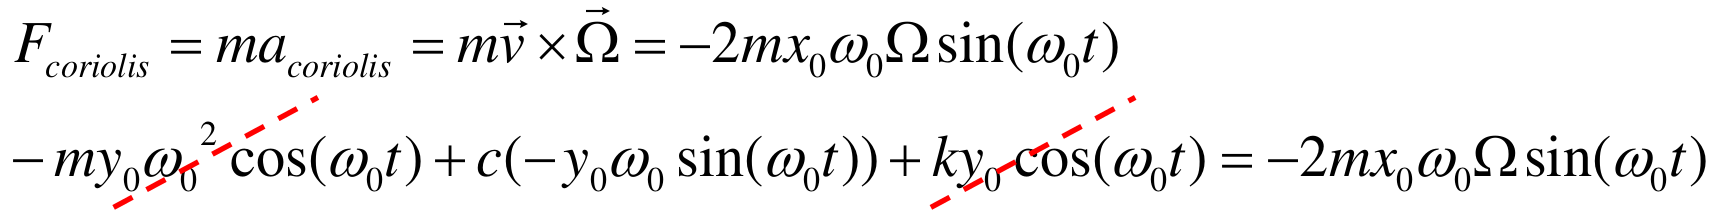 F_coriolis = ma_coriolis = mv⃗ × Ω⃗ = −2mx₀ω₀Ω sin(ω₀t)
− my₀ω₀² cos(ω₀t) + c(−y₀ω₀ sin(ω₀t)) + ky₀ cos(ω₀t) = −2mx₀ω₀Ω sin(ω₀t)